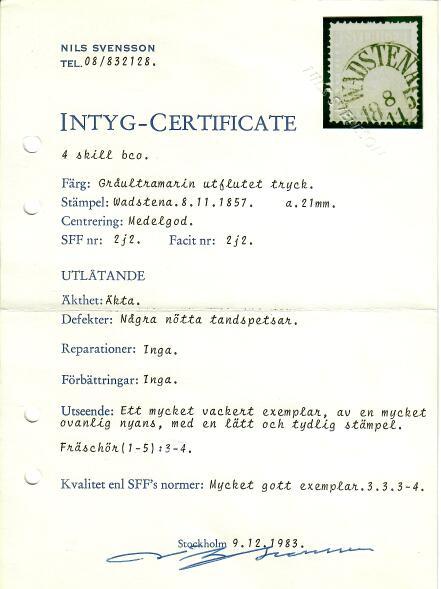 NILS SVENSSON
TEL. 08/832128.
SVERIGE
WADSTENA
18 8
11
INTYG-CERTIFICATE
4 skill bco.
Färg: Gråultramarin utflutet tryck.
Stämpel: Wadstena.8.11.1857. a.21mm.
Centrering: Medelgod.
SFF nr: 2j2. Facit nr: 2j2.
UTLÅTANDE
Äkthet: Äkta.
Defekter: Några nötta tandspetsar.
Reparationer: Inga.
Förbättringar: Inga.
Utseende: Ett mycket vackert exemplar, av en mycket
ovanlig nyans, med en lätt och tydlig stämpel.
Fräschör(1-5):3-4.
Kvalitet enl SFF's normer: Mycket gott exemplar.3.3.3-4.
Stockholm 9.12.1983.